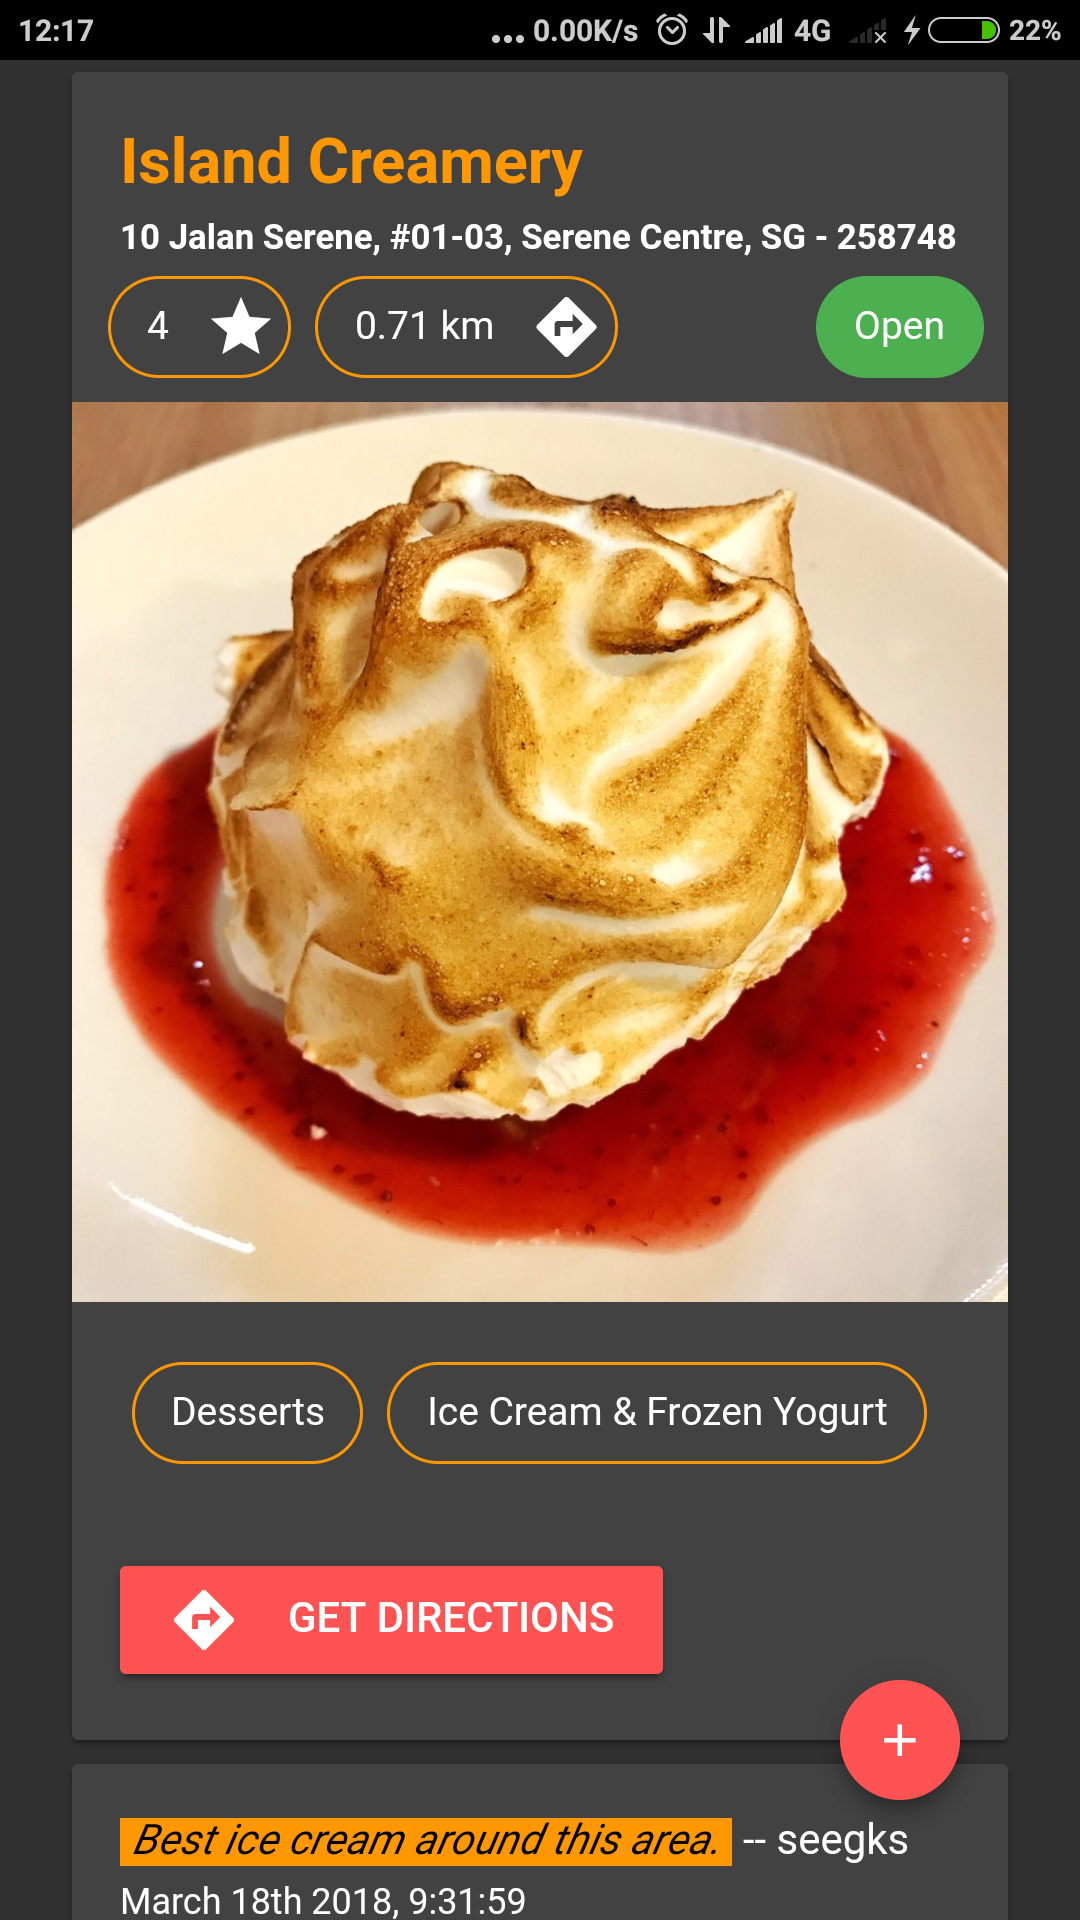 12:17 ... 0.00K/s 4G 22%
Island Creamery
10 Jalan Serene, #01-03, Serene Centre, SG - 258748
4 0.71 km Open
Desserts Ice Cream & Frozen Yogurt
GET DIRECTIONS
+
Best ice cream around this area. -- seegks
March 18th 2018, 9:31:59